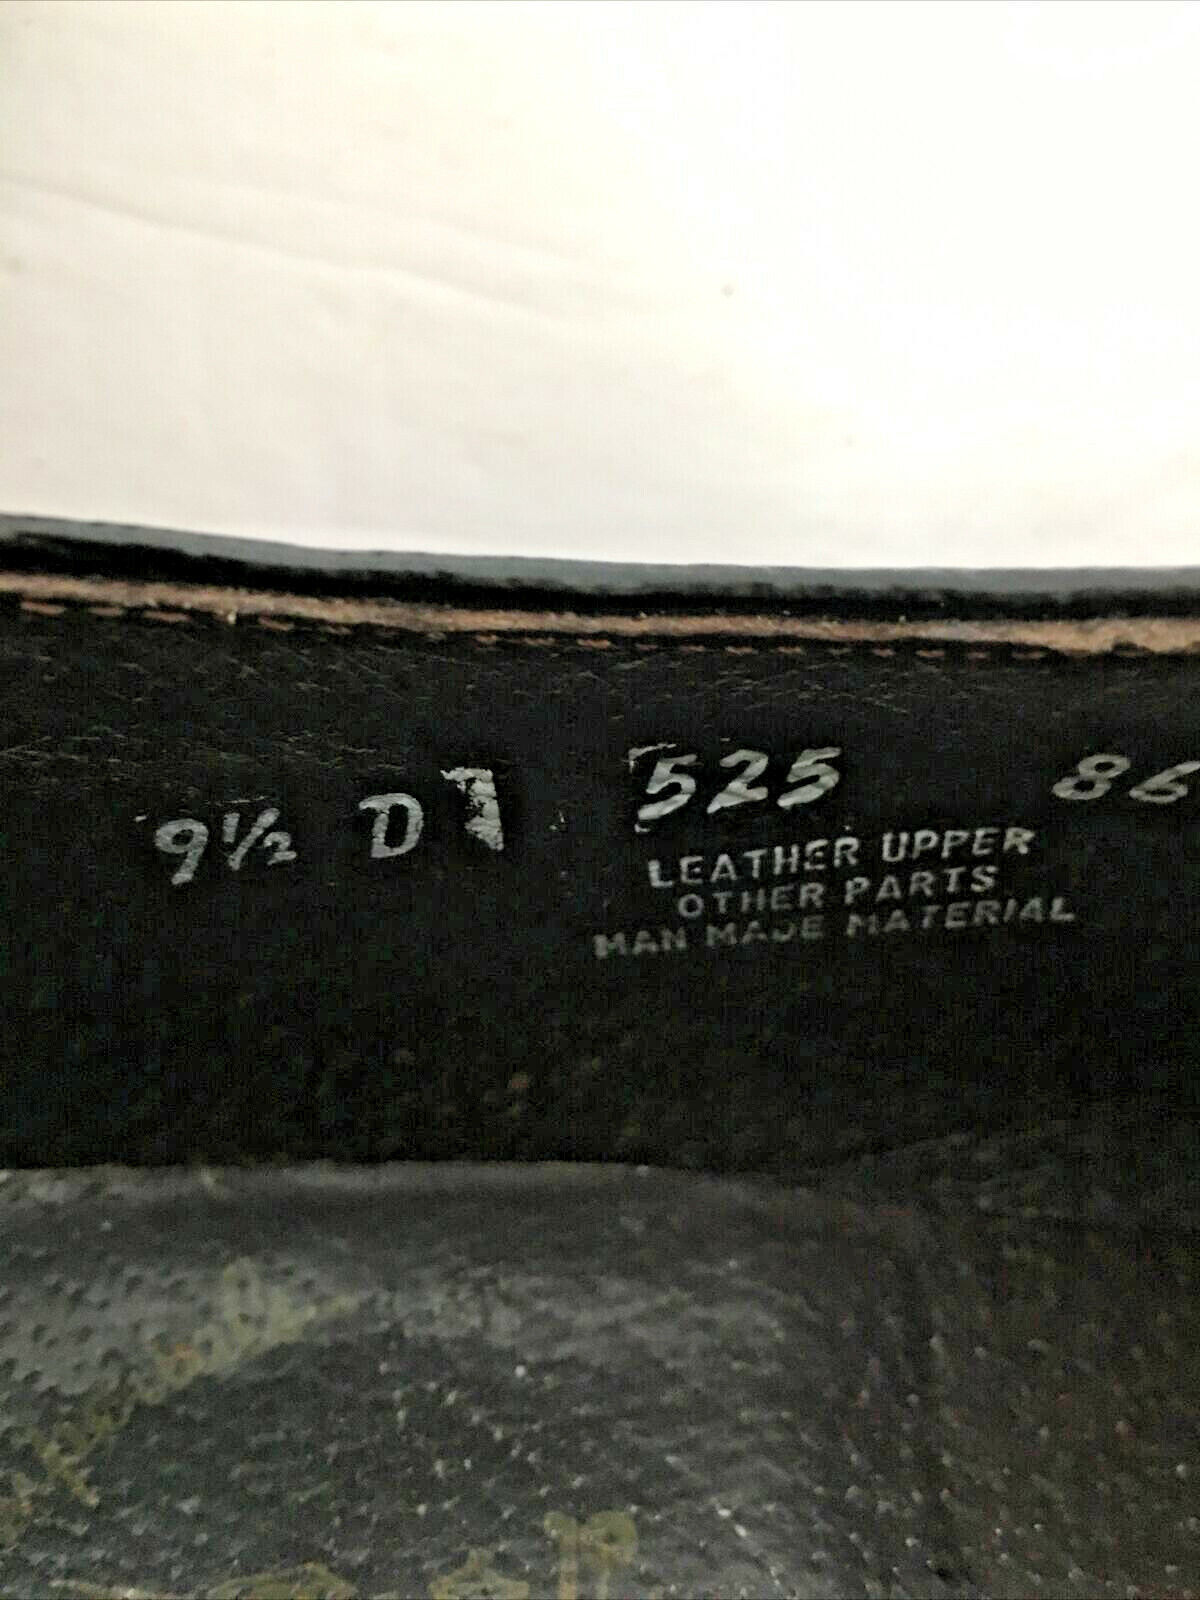 9½ D 525 86
LEATHER UPPER
OTHER PARTS
MAN MADE MATERIAL